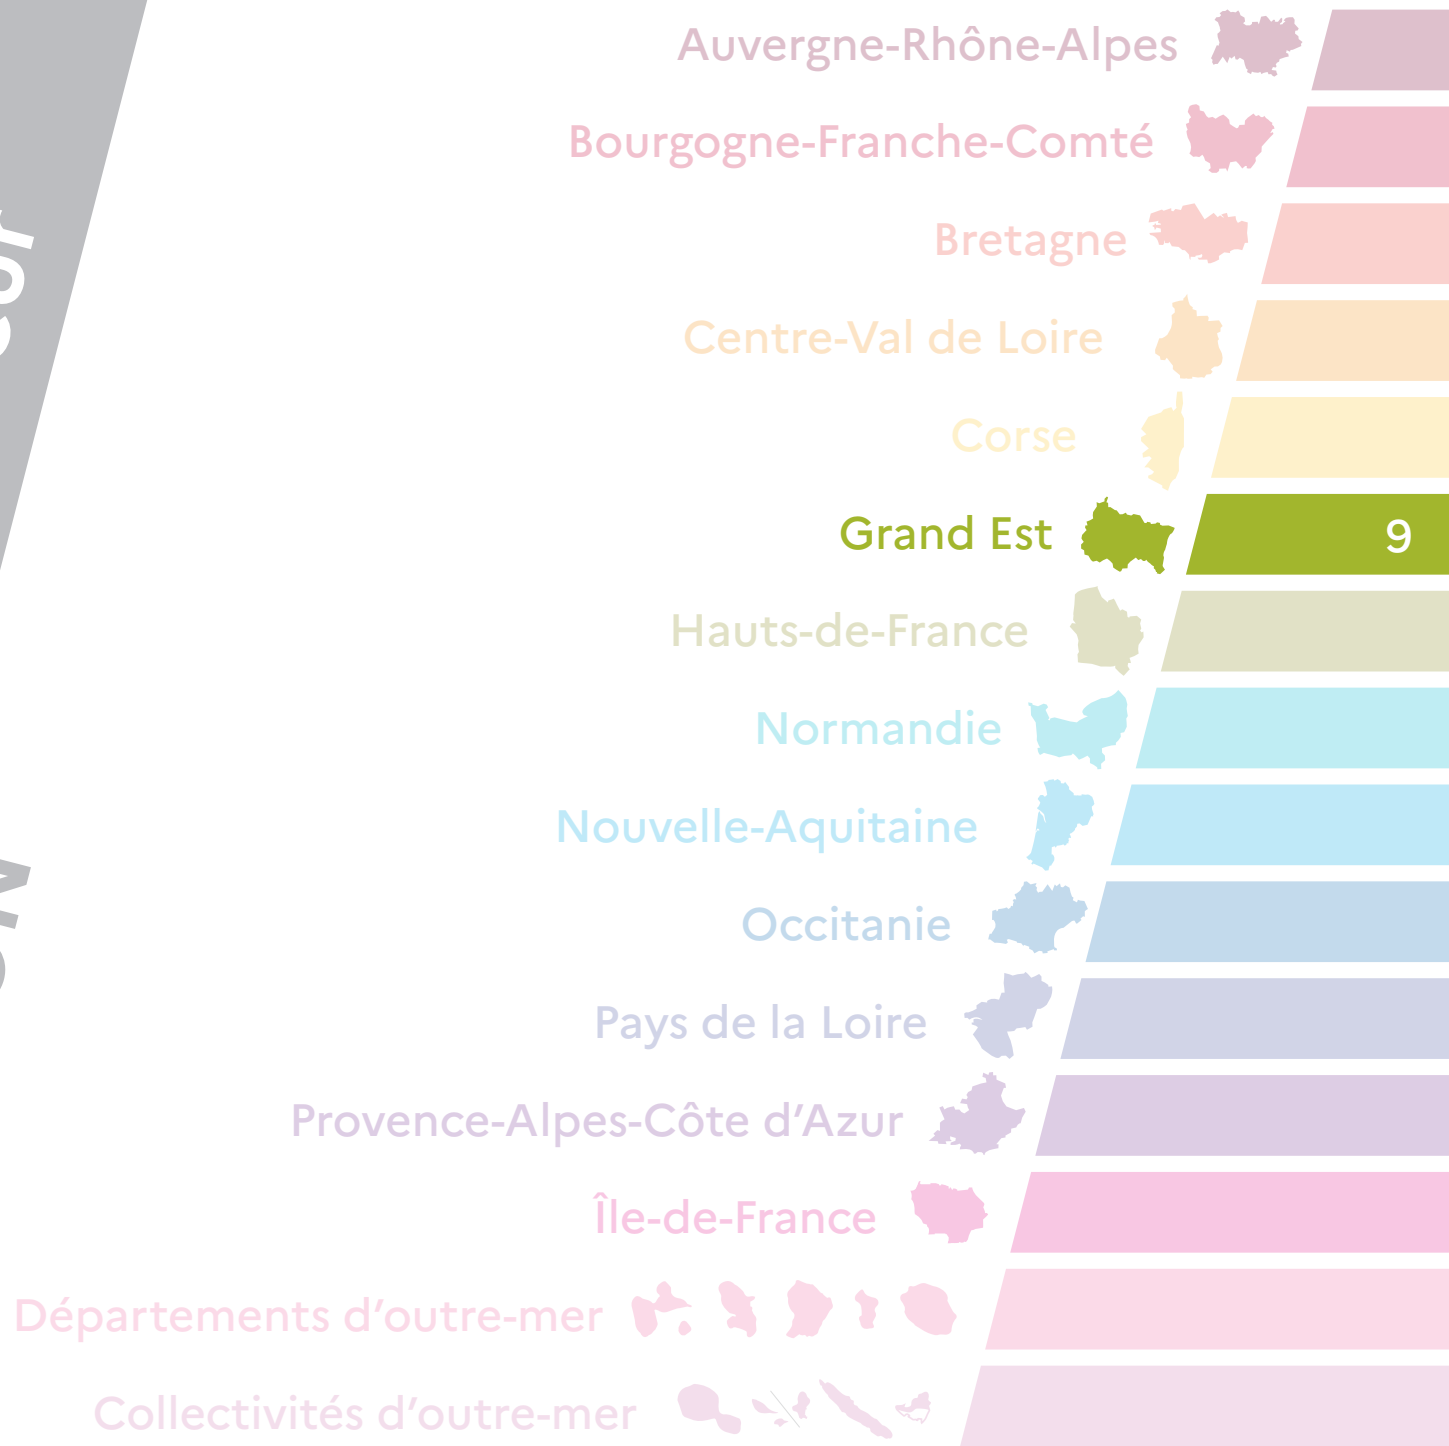 Auvergne-Rhône-Alpes
Bourgogne-Franche-Comté
Bretagne
Centre-Val de Loire
Corse
Grand Est
9
Hauts-de-France
Normandie
Nouvelle-Aquitaine
Occitanie
Pays de la Loire
Provence-Alpes-Côte d’Azur
Île-de-France
Départements d’outre-mer
Collectivités d’outre-mer